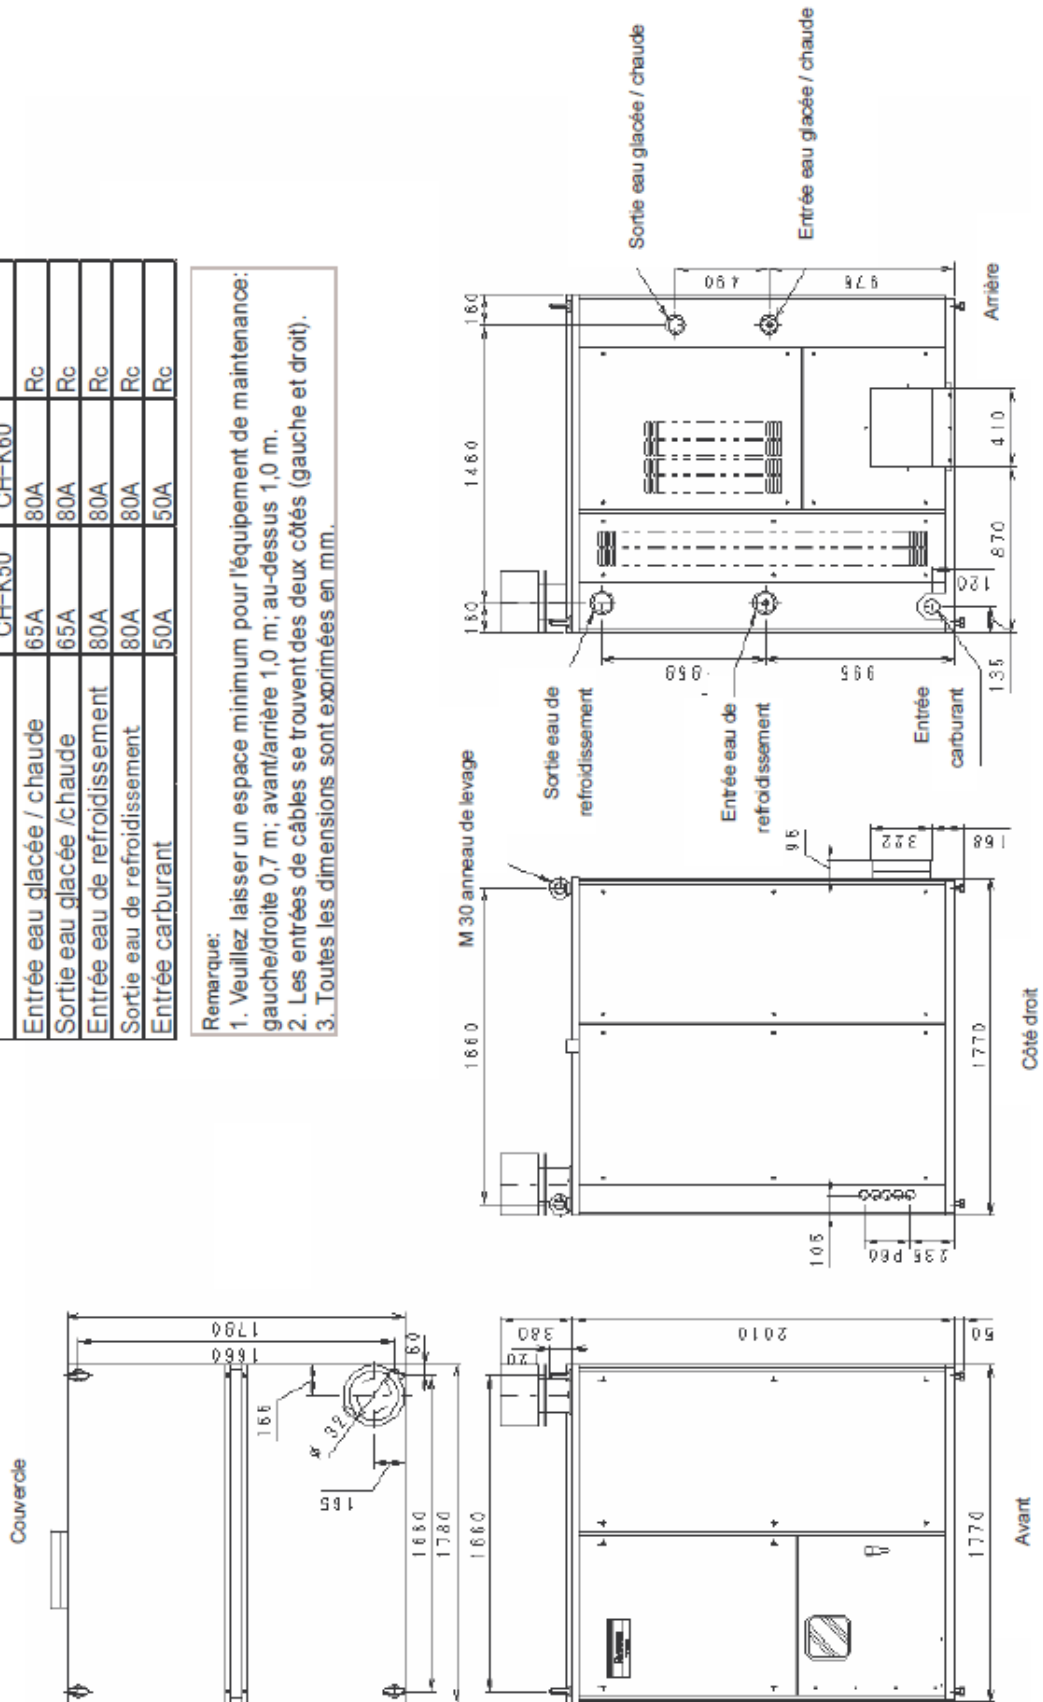 CH-K50 CH-K60
Entrée eau glacée / chaude 65A 80A Rc
Sortie eau glacée /chaude 65A 80A Rc
Entrée eau de refroidissement 80A 80A Rc
Sortie eau de refroidissement 80A 80A Rc
Entrée carburant 50A 50A Rc
Remarque:
1. Veuillez laisser un espace minimum pour l'équipement de maintenance:
gauche/droite 0,7 m; avant/arrière 1,0 m; au-dessus 1,0 m.
2. Les entrées de câbles se trouvent des deux côtés (gauche et droit).
3. Toutes les dimensions sont exprimées en mm.
Couvercle
1780
1660
60
165
165
1660
1780
1660
380
120
2010
50
1770
Avant
M 30 anneau de levage
1660
95
322
168
105
P60
235
1770
Côté droit
160
1460
160
Sortie eau glacée / chaude
490
Entrée eau glacée / chaude
975
Sortie eau de
refroidissement
Entrée eau de
refroidissement
995
Entrée
carburant
135
120
870
410
Arrière